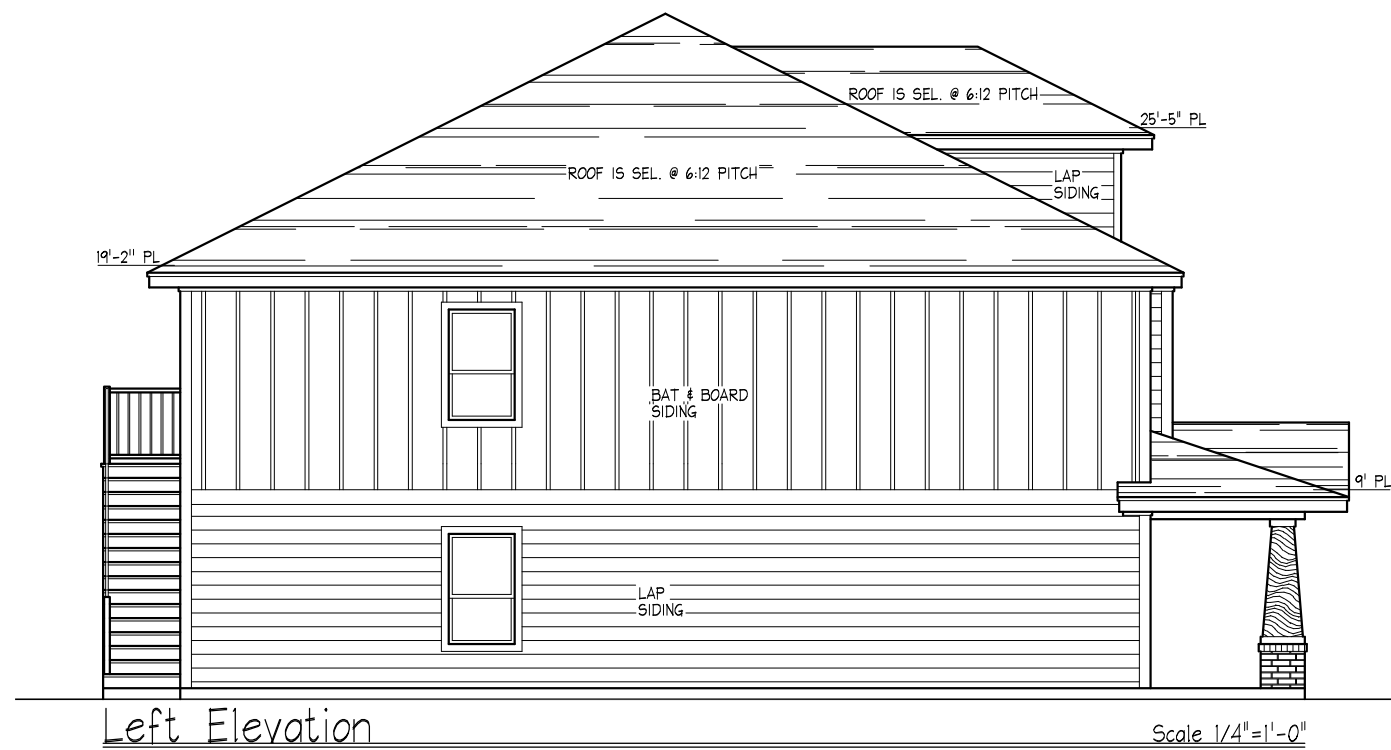 ROOF IS SEL. @ 6:12 PITCH
25'-5" PL
ROOF IS SEL. @ 6:12 PITCH
LAP
SIDING
19'-2" PL
BAT & BOARD
SIDING
9' PL
LAP
SIDING
Left Elevation
Scale 1/4"=1'-0"